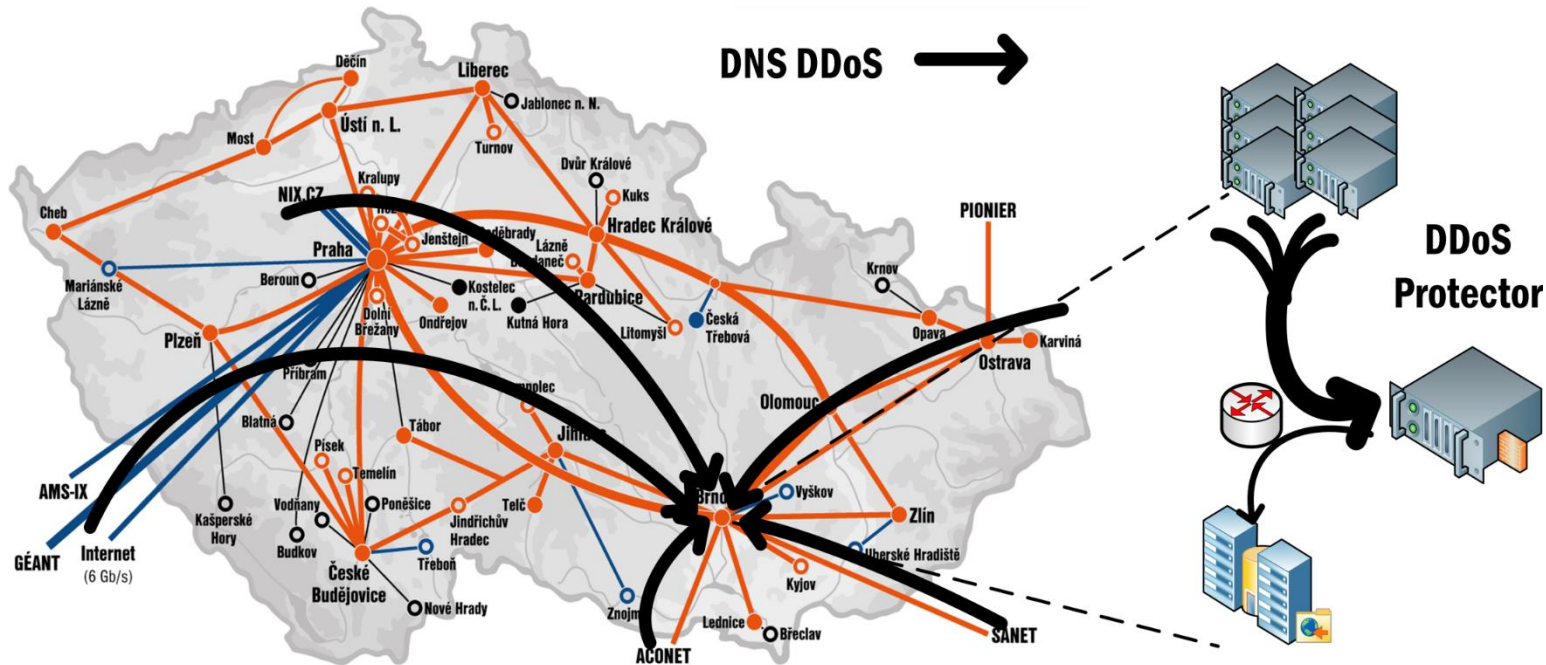 DNS DDoS
Děčín
Liberec
Jablonec n. N.
Ústí n. L.
Most
Turnov
Dvůr Králové
Kuks
NIX.CZ
Kralupy
Cheb
Hradec Králové
PIONIER
Praha
Jenštejn
Lázně
DDoS
Protector
Mariánské
Lázně
Beroun
Kostelec
n. Č. L.
Krnov
Pardubice
Dolní
Břežany
Ondřejov
Kutná Hora
Litomyšl
Česká
Třebová
Opava
Karviná
Plzeň
Ostrava
Příbram
Olomouc
Blatná
Tábor
Písek
Temelín
AMS-IX
Brno
Vyškov
Vodňany
Poněšice
Telč
Zlín
Kašperské
Hory
Jindřichův
Hradec
GÉANT
Internet
(6 Gb/s)
Budkov
Třeboň
Uherské Hradiště
České
Budějovice
Kyjov
Nové Hrady
Lednice
Břeclav
ACONET
SANET